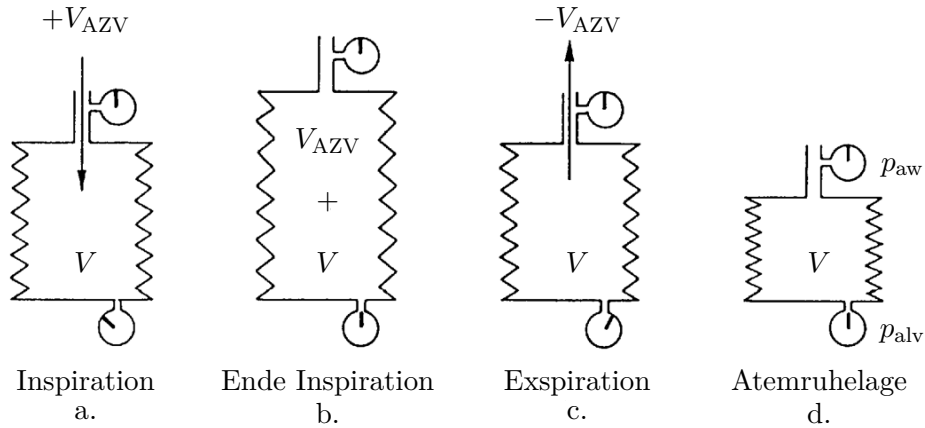 +V_AZV
−V_AZV
V_AZV
+
p_aw
V
V
V
V
p_alv
Inspiration
a.
Ende Inspiration
b.
Exspiration
c.
Atemruhelage
d.